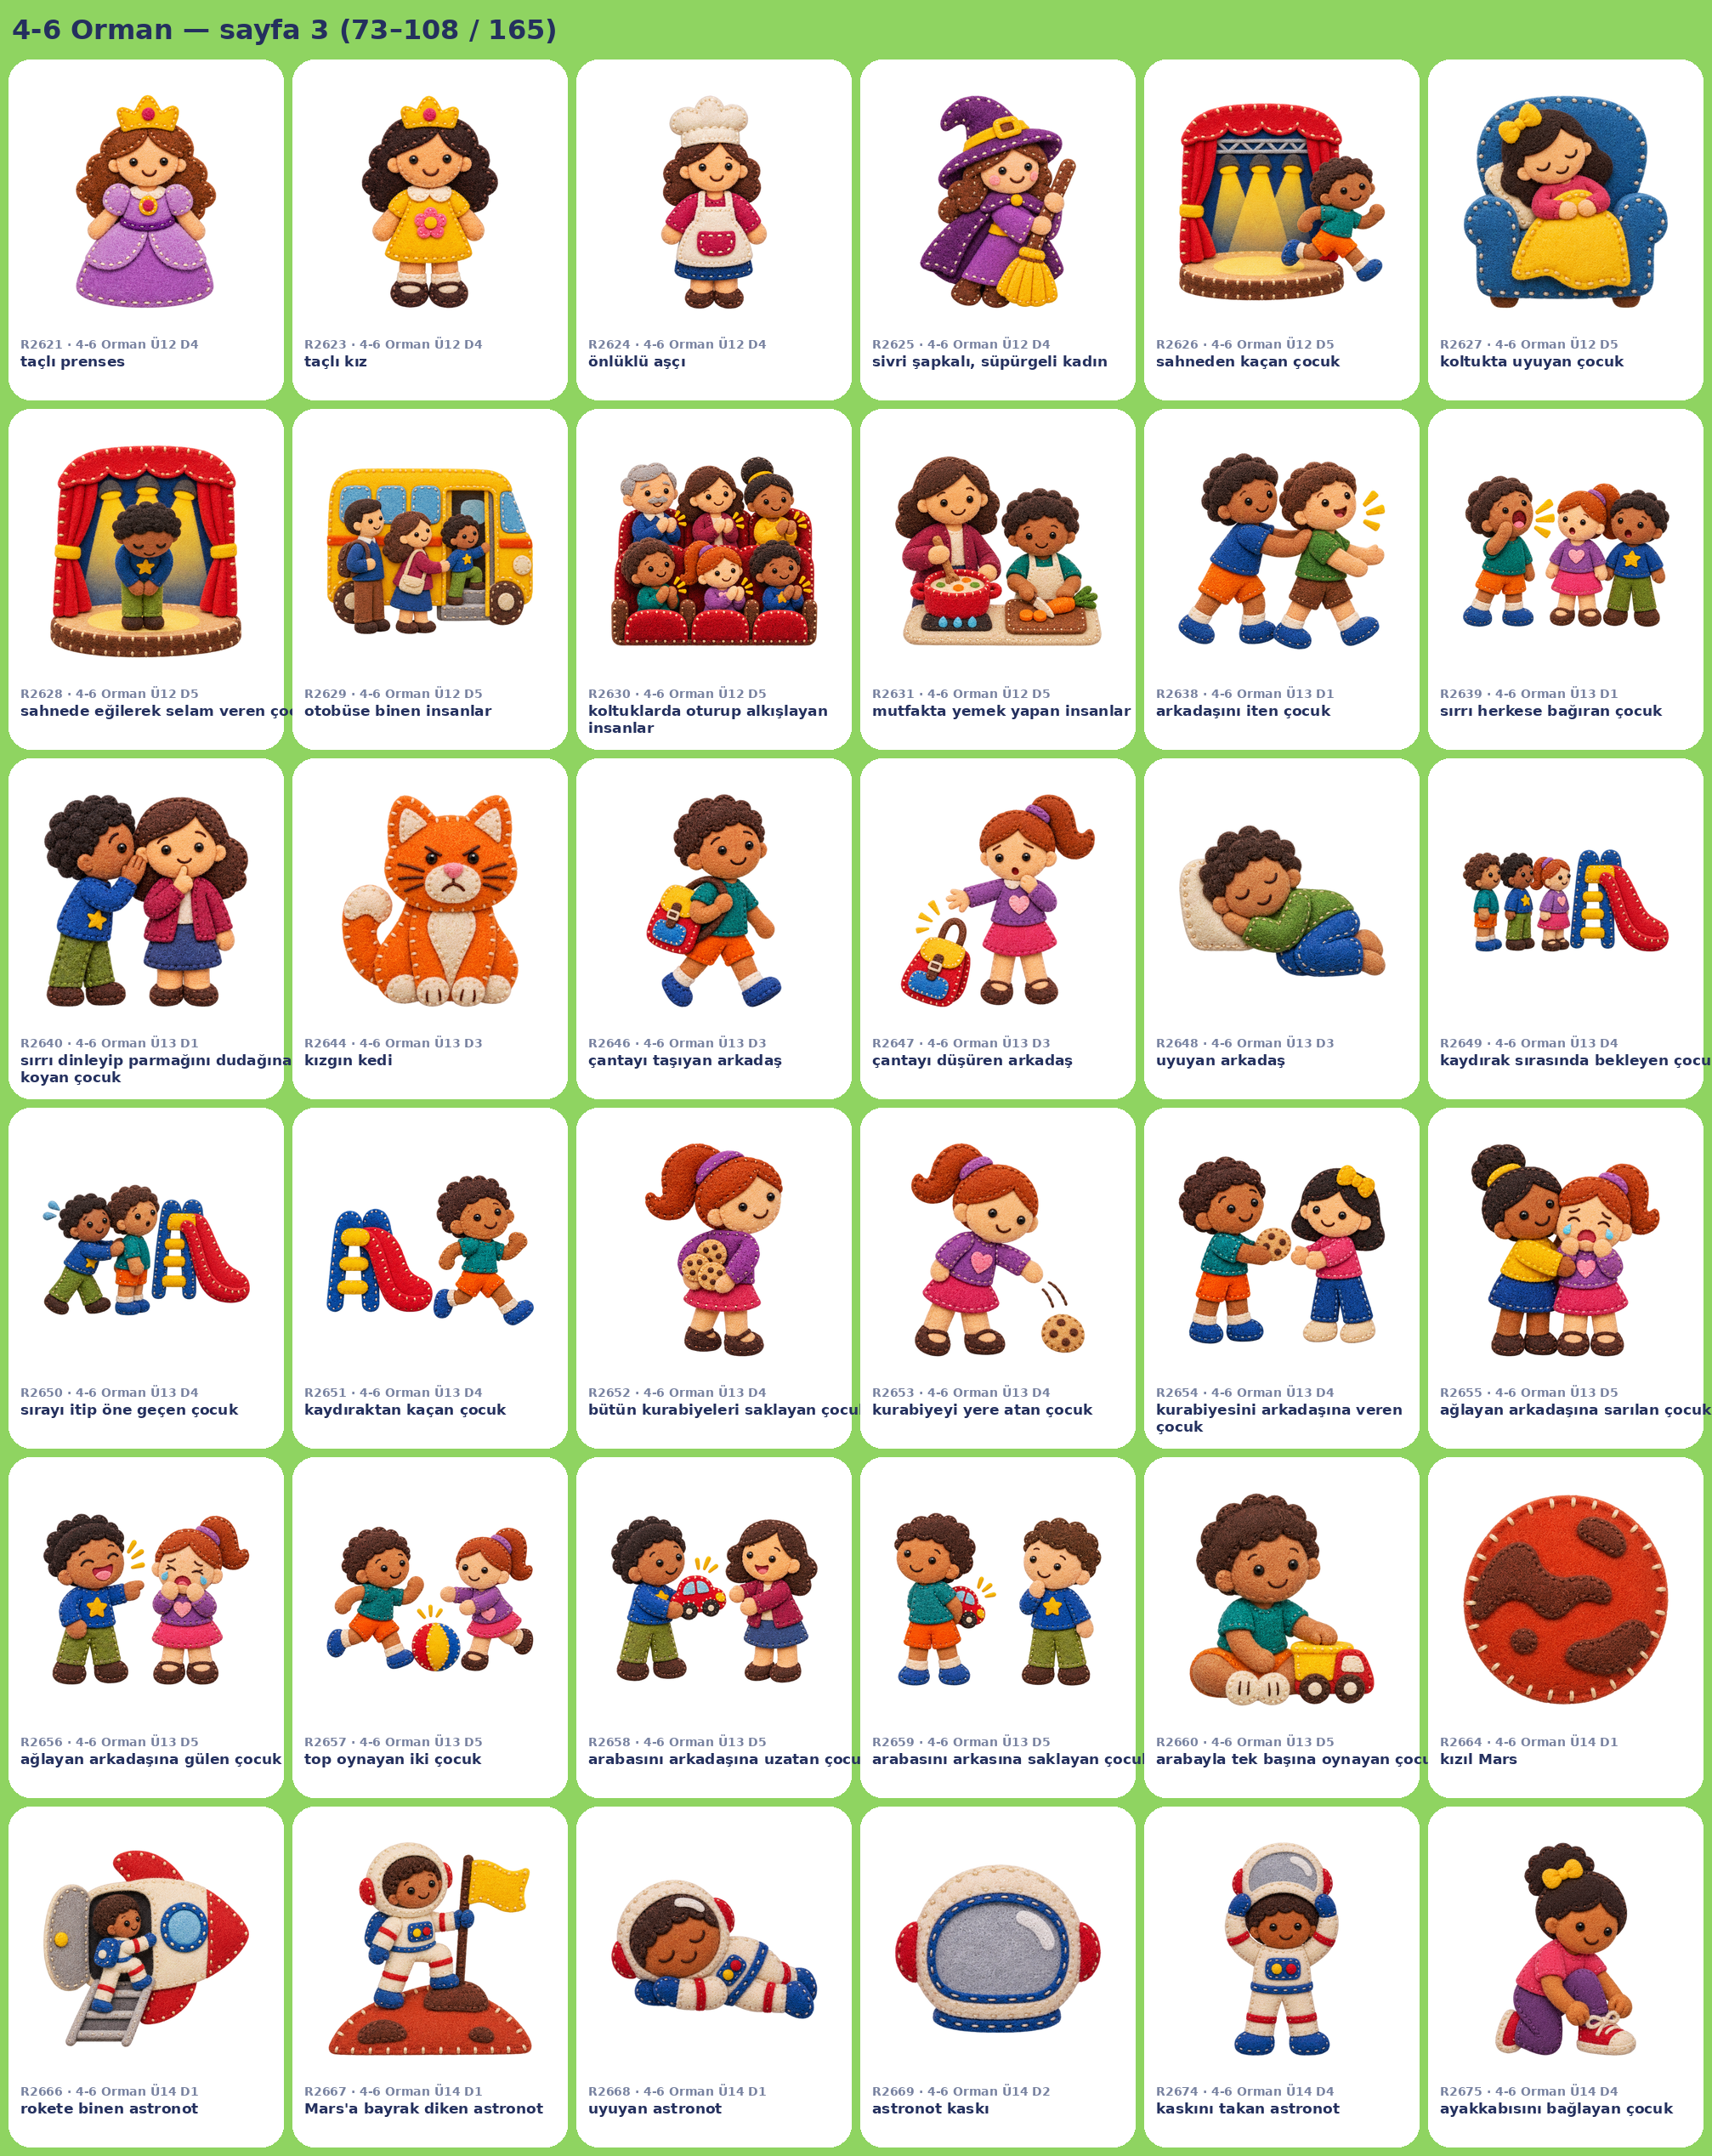 4-6 Orman — sayfa 3 (73–108 / 165)
R2621 · 4-6 Orman Ü12 D4
taçlı prenses
R2623 · 4-6 Orman Ü12 D4
taçlı kız
R2624 · 4-6 Orman Ü12 D4
önlüklü aşçı
R2625 · 4-6 Orman Ü12 D4
sivri şapkalı, süpürgeli kadın
R2626 · 4-6 Orman Ü12 D5
sahneden kaçan çocuk
R2627 · 4-6 Orman Ü12 D5
koltukta uyuyan çocuk
R2628 · 4-6 Orman Ü12 D5
sahnede eğilerek selam veren
R2629 · 4-6 Orman Ü12 D5
otobüse binen insanlar
R2630 · 4-6 Orman Ü12 D5
koltuklarda oturup alkışlayan
insanlar
R2631 · 4-6 Orman Ü12 D5
mutfakta yemek yapan insanlar
R2638 · 4-6 Orman Ü13 D1
arkadaşını iten çocuk
R2639 · 4-6 Orman Ü13 D1
sırrı herkese bağıran çocuk
R2640 · 4-6 Orman Ü13 D1
sırrı dinleyip parmağını dudağına
koyan çocuk
R2644 · 4-6 Orman Ü13 D3
kızgın kedi
R2646 · 4-6 Orman Ü13 D3
çantayı taşıyan arkadaş
R2647 · 4-6 Orman Ü13 D3
çantayı düşüren arkadaş
R2648 · 4-6 Orman Ü13 D3
uyuyan arkadaş
R2649 · 4-6 Orman Ü13 D4
kaydırak sırasında bekleyen
R2650 · 4-6 Orman Ü13 D4
sırayı itip öne geçen çocuk
R2651 · 4-6 Orman Ü13 D4
kaydıraktan kaçan çocuk
R2652 · 4-6 Orman Ü13 D4
bütün kurabiyeleri saklayan
R2653 · 4-6 Orman Ü13 D4
kurabiyeyi yere atan çocuk
R2654 · 4-6 Orman Ü13 D4
kurabiyesini arkadaşına veren
çocuk
R2655 · 4-6 Orman Ü13 D5
ağlayan arkadaşına sarılan çocuk
R2656 · 4-6 Orman Ü13 D5
ağlayan arkadaşına gülen çocuk
R2657 · 4-6 Orman Ü13 D5
top oynayan iki çocuk
R2658 · 4-6 Orman Ü13 D5
arabasını arkadaşına uzatan
R2659 · 4-6 Orman Ü13 D5
arabasını arkasına saklayan
R2660 · 4-6 Orman Ü13 D5
arabayla tek başına oynayan
R2664 · 4-6 Orman Ü14 D1
kızıl Mars
R2666 · 4-6 Orman Ü14 D1
rokete binen astronot
R2667 · 4-6 Orman Ü14 D1
Mars'a bayrak diken astronot
R2668 · 4-6 Orman Ü14 D1
uyuyan astronot
R2669 · 4-6 Orman Ü14 D2
astronot kaskı
R2674 · 4-6 Orman Ü14 D4
kaskını takan astronot
R2675 · 4-6 Orman Ü14 D4
ayakkabısını bağlayan çocuk